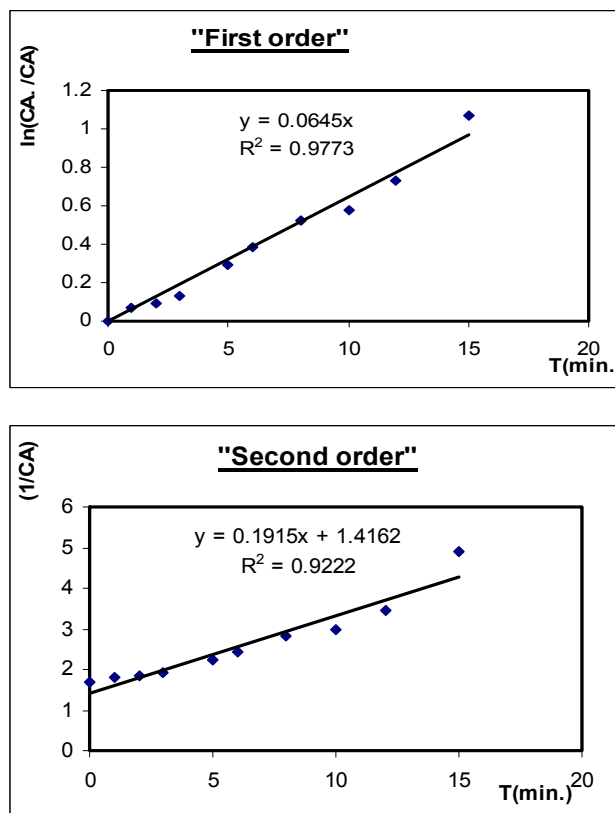 "First order"
ln(CA. /CA)
1.2
1
0.8
0.6
0.4
0.2
0
y = 0.0645x
R² = 0.9773
0 5 10 15 20
T(min.
"Second order"
(1/CA)
6
5
4
3
2
1
0
y = 0.1915x + 1.4162
R² = 0.9222
0 5 10 15 20
T(min.)